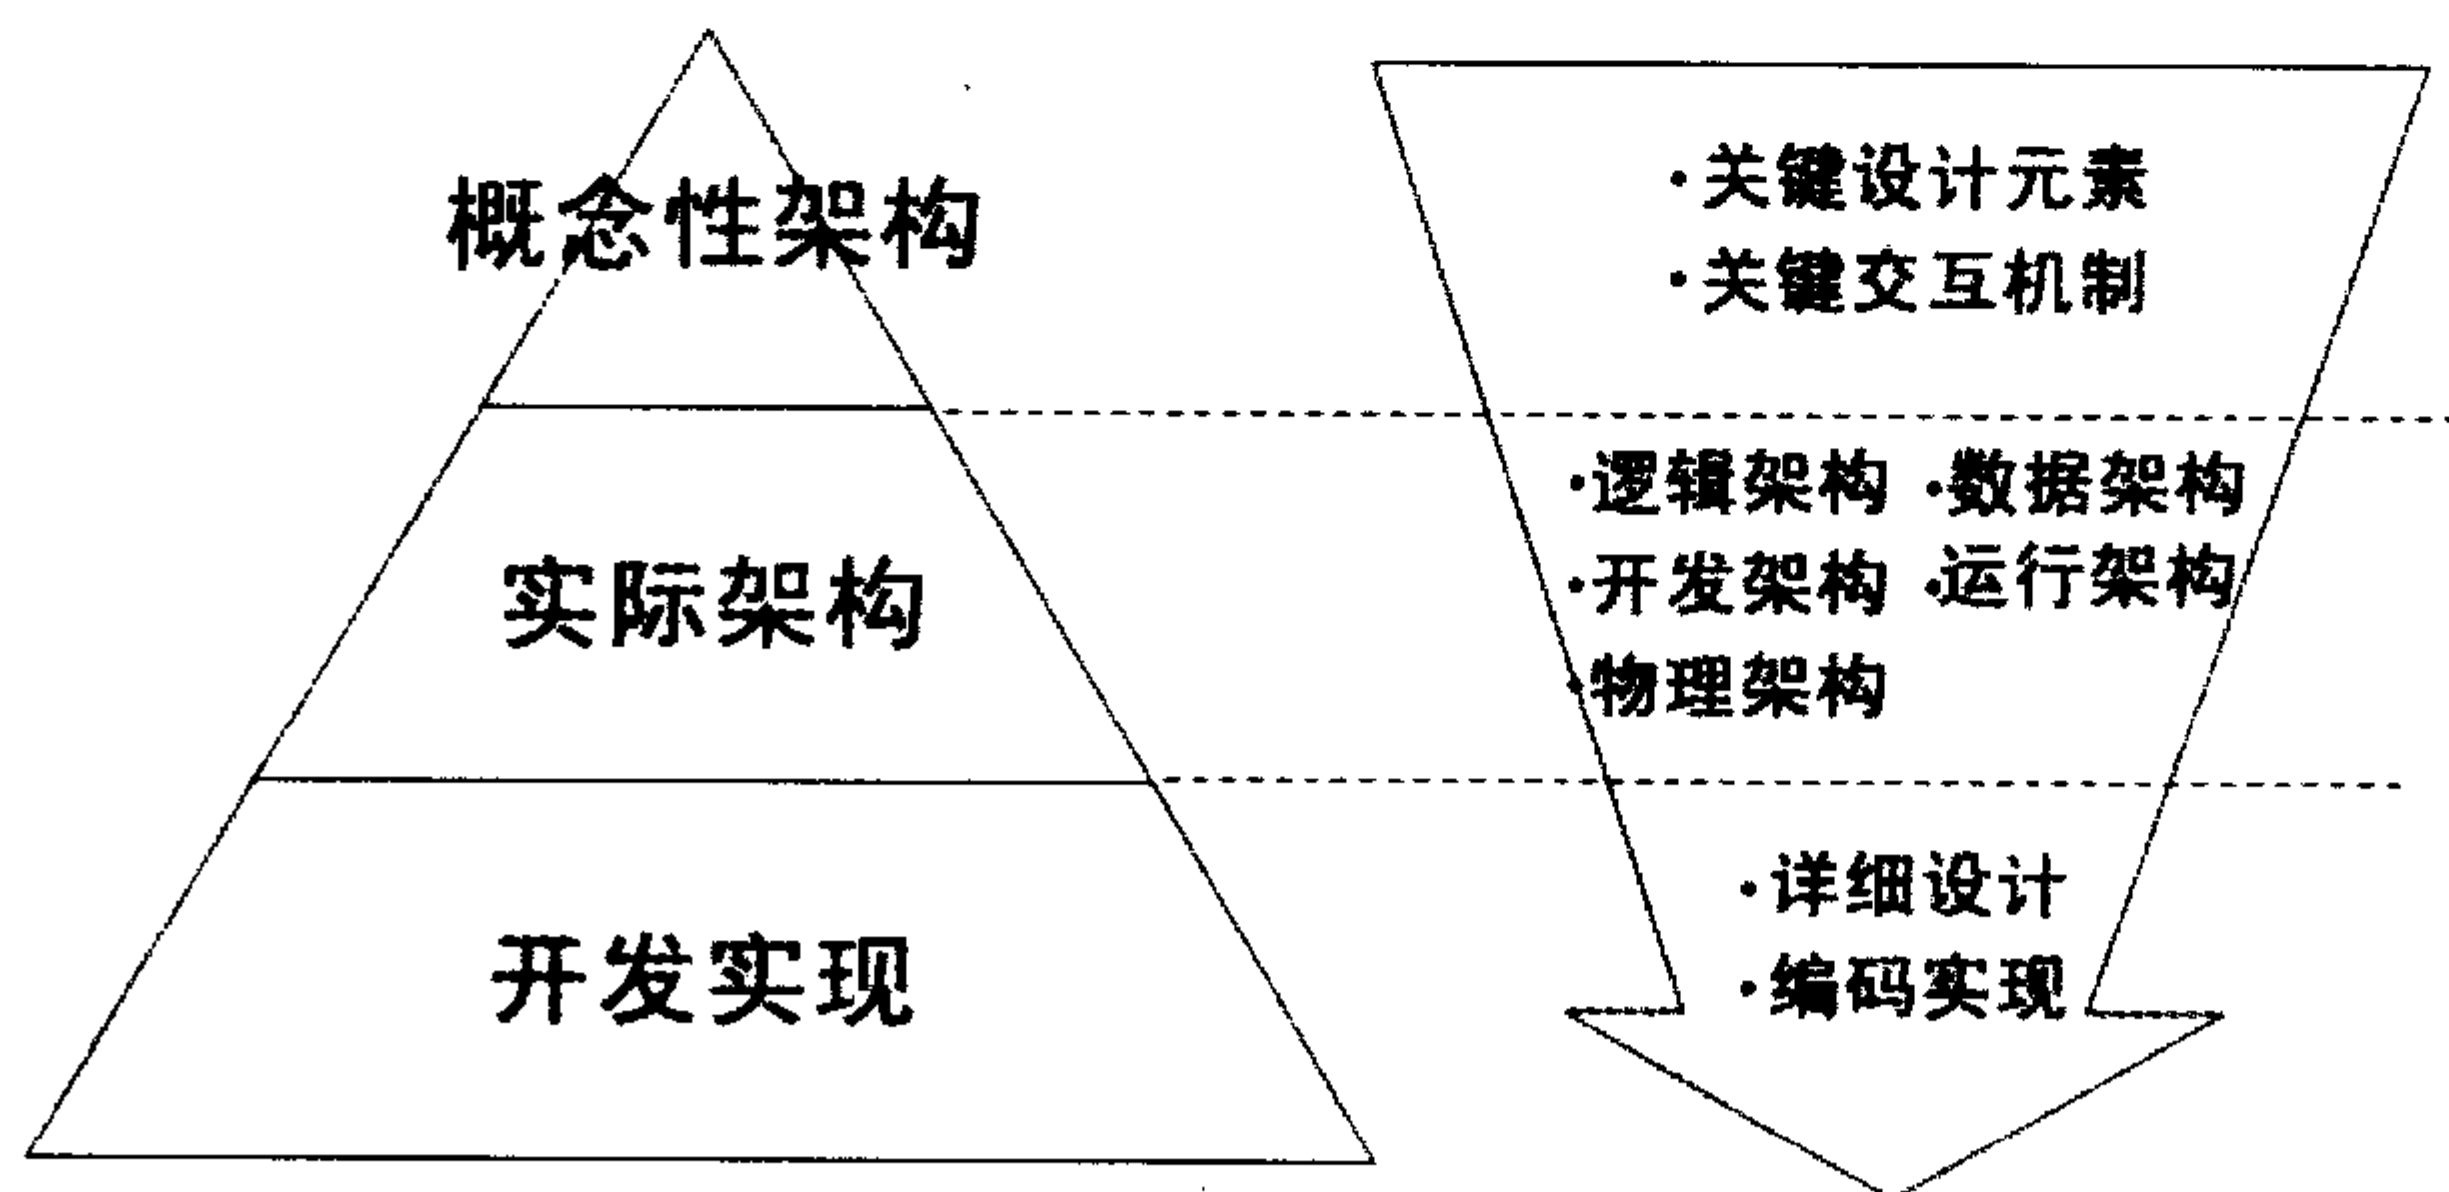 概念性架构
·关键设计元素
·关键交互机制
实际架构
·逻辑架构 ·数据架构
·开发架构 ·运行架构
·物理架构
开发实现
·详细设计
·编码实现